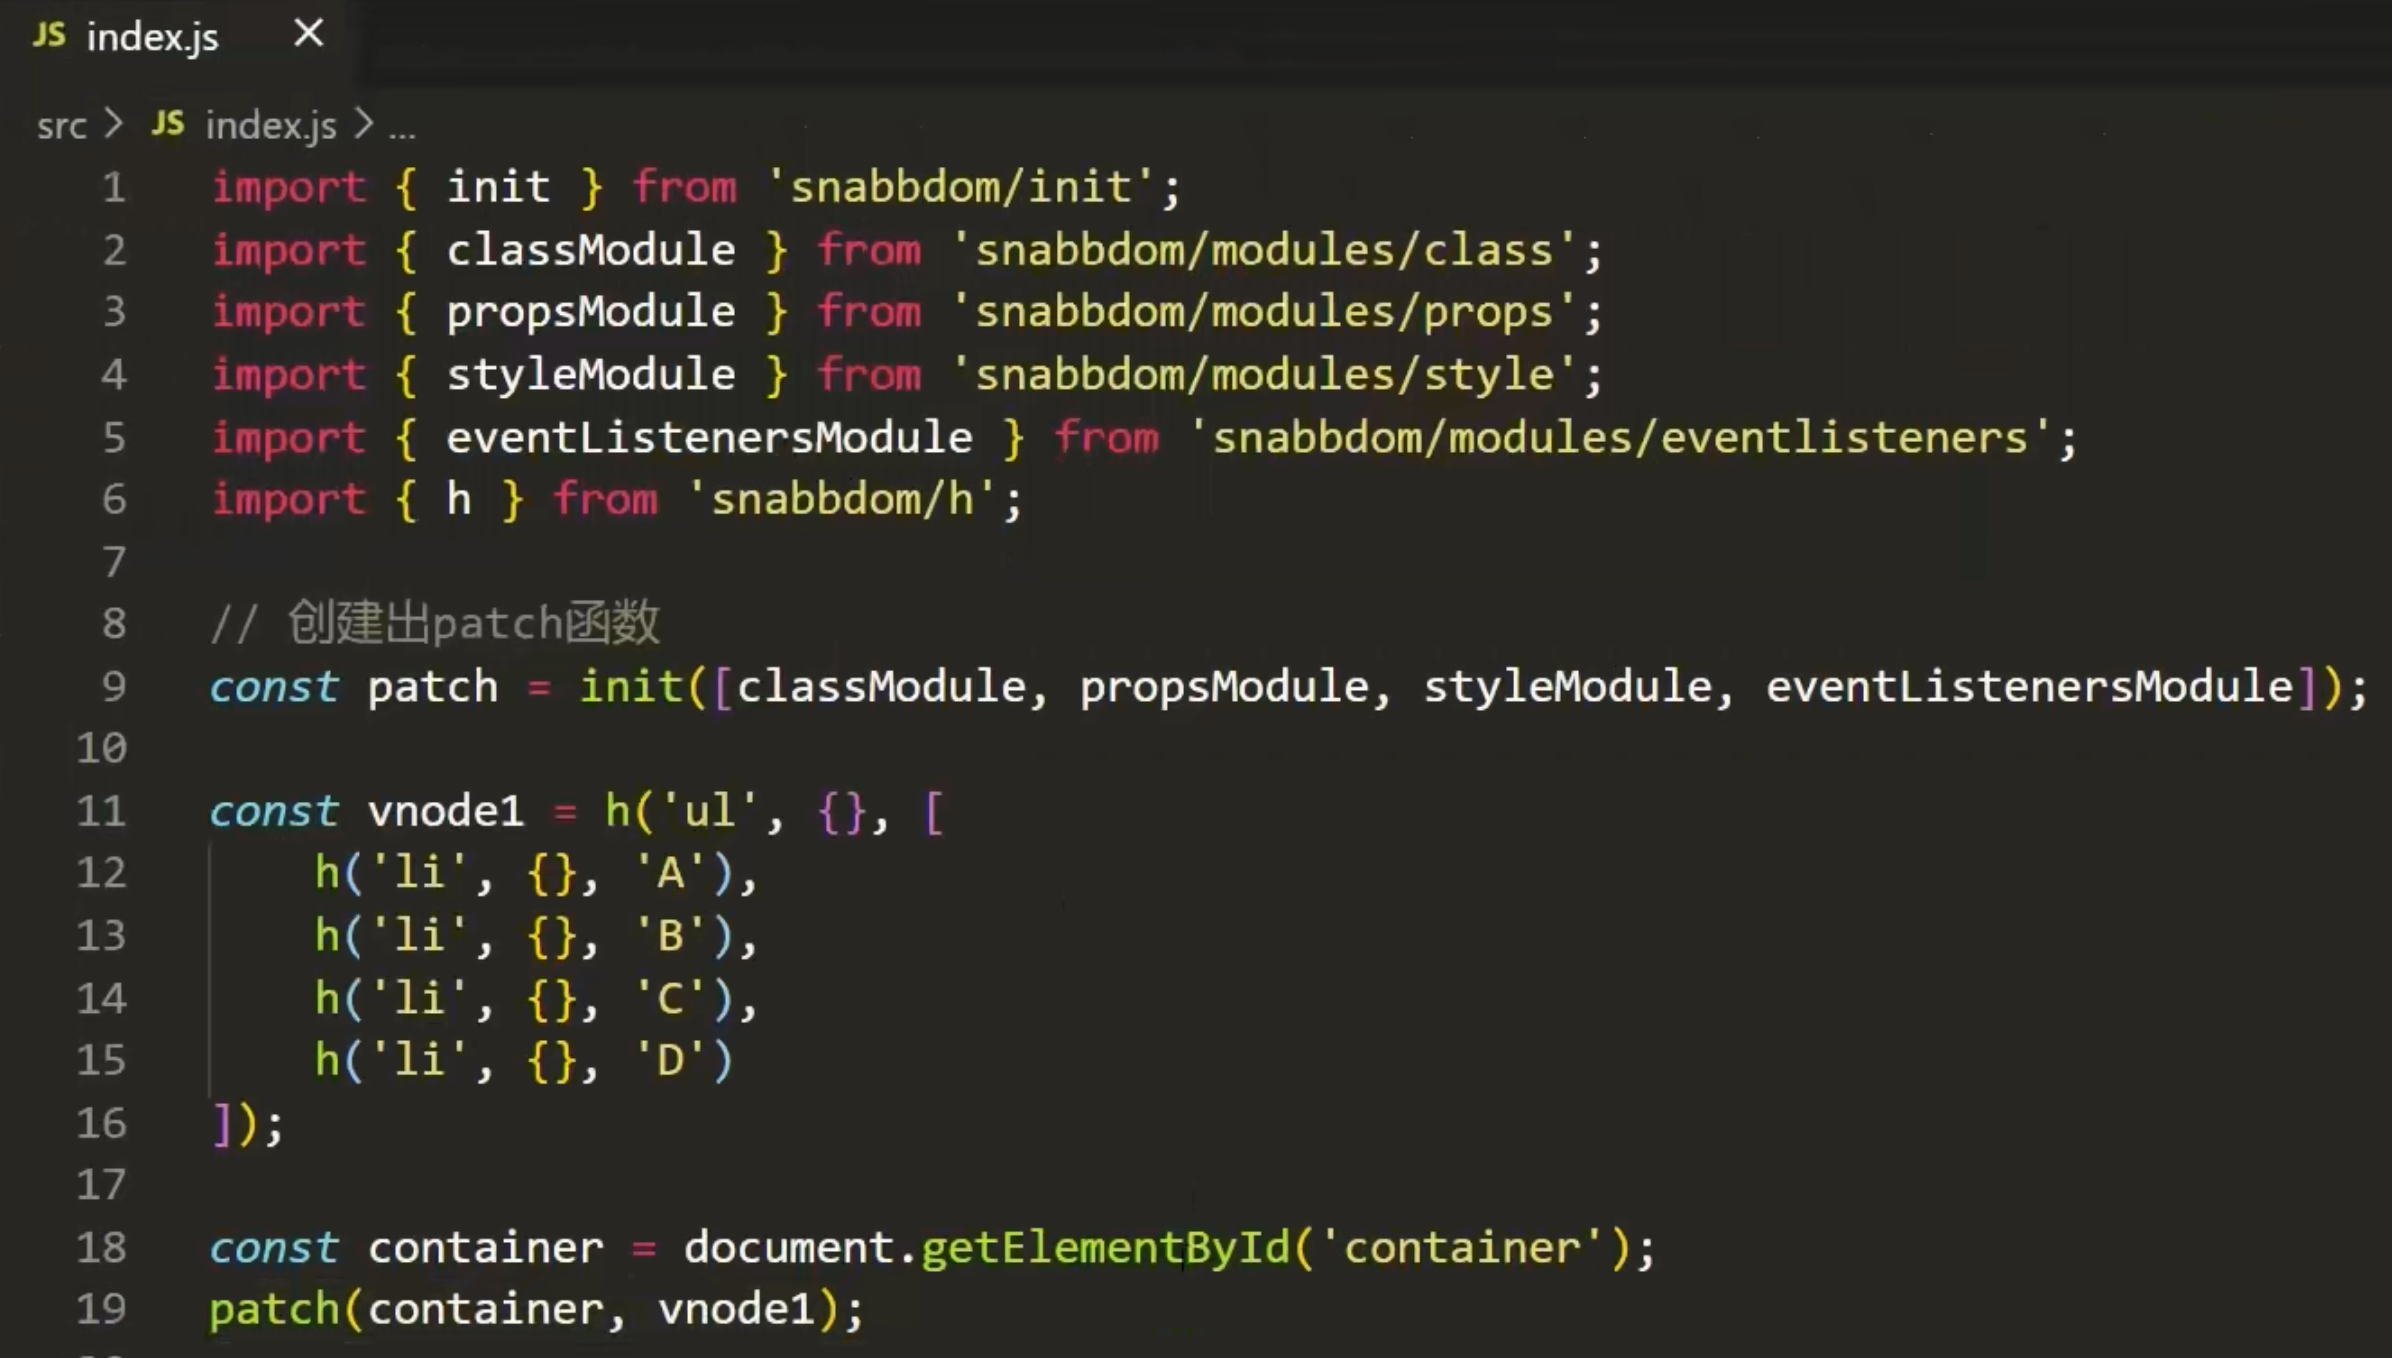 JS index.js ×
src > JS index.js > ...
1 import { init } from 'snabbdom/init';
2 import { classModule } from 'snabbdom/modules/class';
3 import { propsModule } from 'snabbdom/modules/props';
4 import { styleModule } from 'snabbdom/modules/style';
5 import { eventListenersModule } from 'snabbdom/modules/eventlisteners';
6 import { h } from 'snabbdom/h';
7
8 // 创建出patch函数
9 const patch = init([classModule, propsModule, styleModule, eventListenersModule]);
10
11 const vnode1 = h('ul', {}, [
12     h('li', {}, 'A'),
13     h('li', {}, 'B'),
14     h('li', {}, 'C'),
15     h('li', {}, 'D')
16 ]);
17
18 const container = document.getElementById('container');
19 patch(container, vnode1);